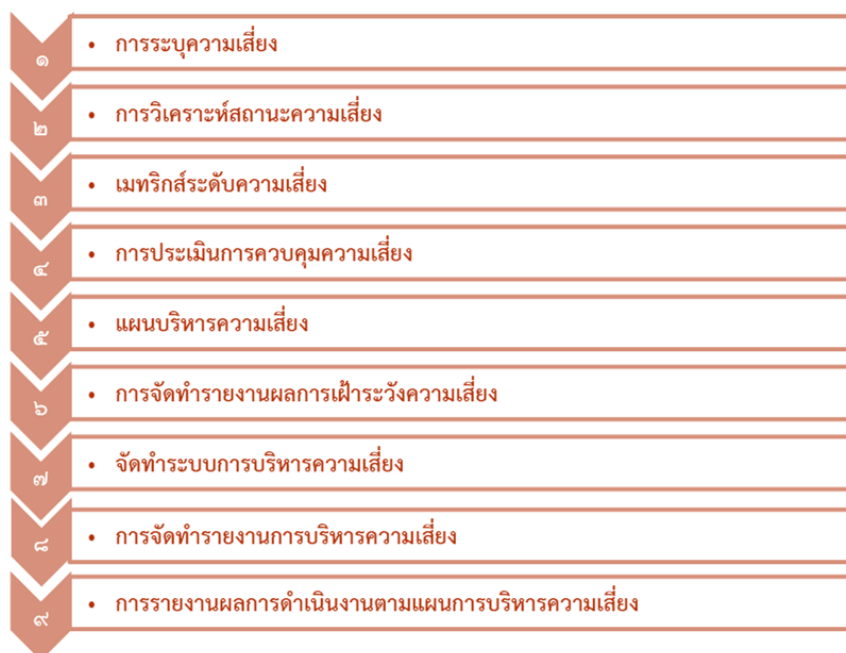 ๑ • การระบุความเสี่ยง
๒ • การวิเคราะห์สถานะความเสี่ยง
๓ • เมทริกส์ระดับความเสี่ยง
๔ • การประเมินการควบคุมความเสี่ยง
๕ • แผนบริหารความเสี่ยง
๖ • การจัดทำรายงานผลการเฝ้าระวังความเสี่ยง
๗ • จัดทำระบบการบริหารความเสี่ยง
๘ • การจัดทำรายงานการบริหารความเสี่ยง
๙ • การรายงานผลการดำเนินงานตามแผนการบริหารความเสี่ยง